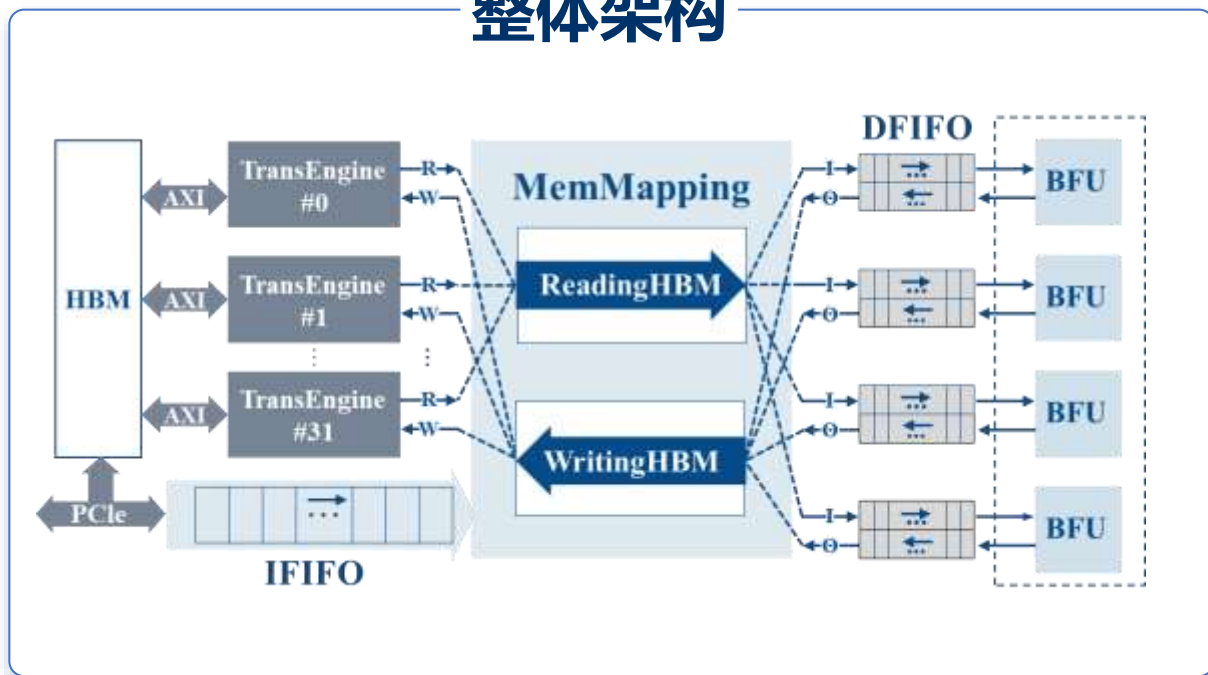 整体架构
DFIFO
HBM
AXI
TransEngine
#0
R
W
AXI
TransEngine
#1
R
W
AXI
TransEngine
#31
R
W
PCIe
IFIFO
MemMapping
ReadingHBM
WritingHBM
I
O
BFU
I
O
BFU
I
O
BFU
I
O
BFU